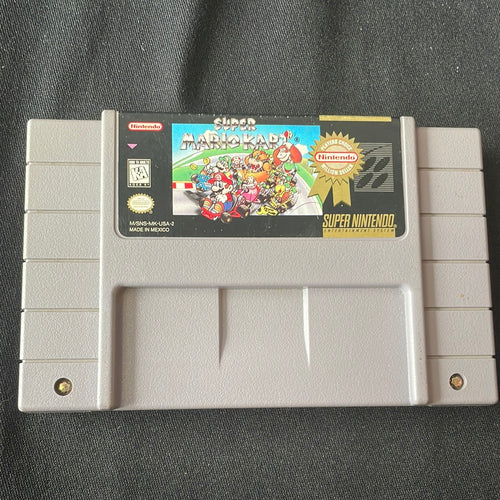 Nintendo
SUPER
MARIO KART
K-A
M/SNS-MK-USA-2
MADE IN MEXICO
PLAYERS CHOICE
Nintendo
MILLION SELLER
SUPER NINTENDO
ENTERTAINMENT SYSTEM